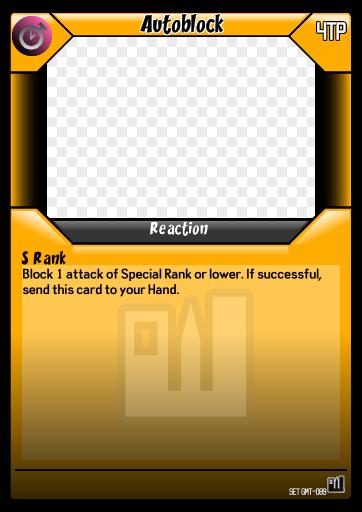 Autoblock
4TP
Reaction
S Rank
Block 1 attack of Special Rank or lower. If successful,
send this card to your Hand.
SET GMT-089